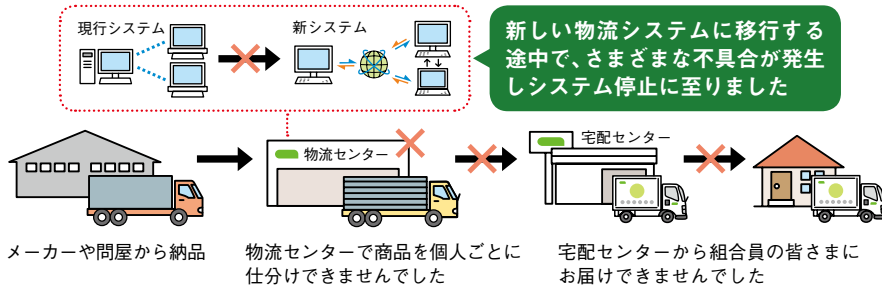 現行システム
新システム
新しい物流システムに移行する
途中で、さまざまな不具合が発生
しシステム停止に至りました
物流センター
宅配センター
メーカーや問屋から納品
物流センターで商品を個人ごとに
仕分けできませんでした
宅配センターから組合員の皆さまに
お届けできませんでした